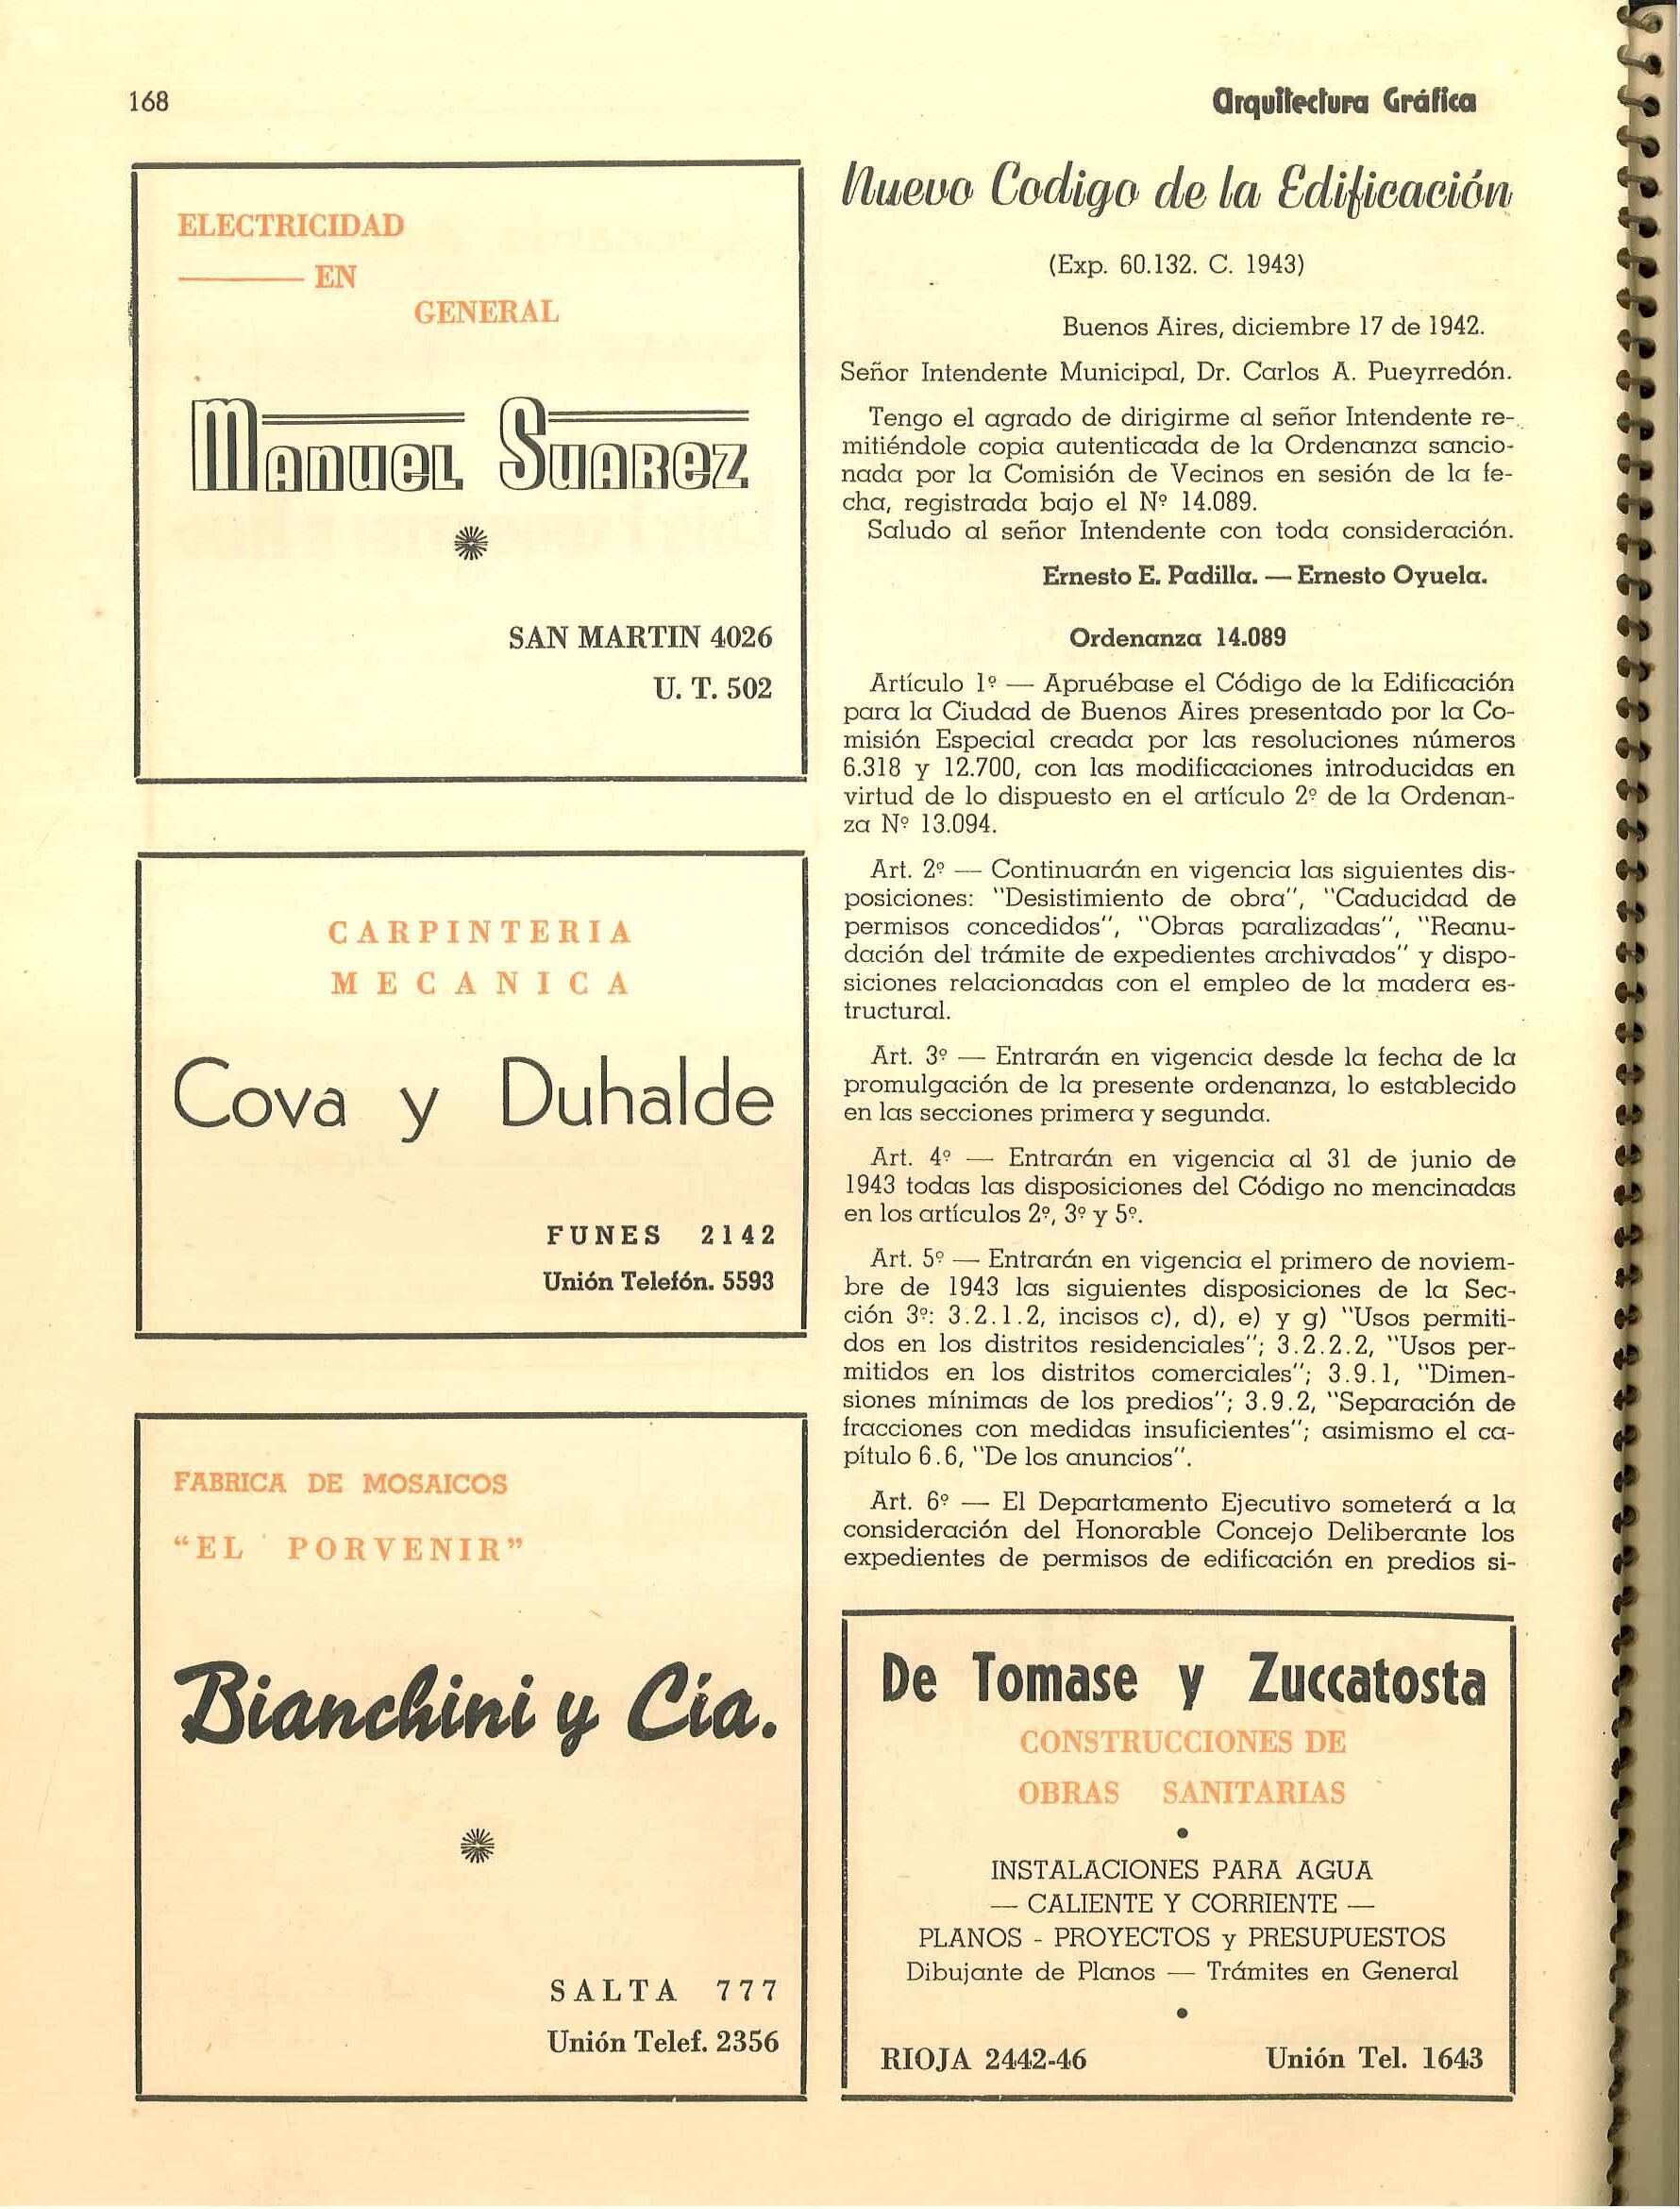 168
Arquitectura Gráfica
ELECTRICIDAD
EN
GENERAL
Manuel Suarez
SAN MARTIN 4026
U. T. 502
CARPINTERIA
MECANICA
Cova y Duhalde
FUNES 2142
Unión Telefón. 5593
FABRICA DE MOSAICOS
"EL PORVENIR"
Bianchini y Cía.
SALTA 777
Unión Telef. 2356
Nuevo Codigo de la Edificación
(Exp. 60.132. C. 1943)
Buenos Aires, diciembre 17 de 1942.
Señor Intendente Municipal, Dr. Carlos A. Pueyrredón.
Tengo el agrado de dirigirme al señor Intendente re-
mitiéndole copia autenticada de la Ordenanza sancio-
nada por la Comisión de Vecinos en sesión de la fe-
cha, registrada bajo el Nº 14.089.
Saludo al señor Intendente con toda consideración.
Ernesto E. Padilla. — Ernesto Oyuela.
Ordenanza 14.089
Artículo 1º — Apruébase el Código de la Edificación
para la Ciudad de Buenos Aires presentado por la Co-
misión Especial creada por las resoluciones números
6.318 y 12.700, con las modificaciones introducidas en
virtud de lo dispuesto en el artículo 2º de la Ordenan-
za Nº 13.094.
Art. 2º — Continuarán en vigencia las siguientes dis-
posiciones: "Desistimiento de obra", "Caducidad de
permisos concedidos", "Obras paralizadas", "Reanu-
dación del trámite de expedientes archivados" y dispo-
siciones relacionadas con el empleo de la madera es-
tructural.
Art. 3º — Entrarán en vigencia desde la fecha de la
promulgación de la presente ordenanza, lo establecido
en las secciones primera y segunda.
Art. 4º — Entrarán en vigencia al 31 de junio de
1943 todas las disposiciones del Código no mencinadas
en los artículos 2º, 3º y 5º.
Art. 5º — Entrarán en vigencia el primero de noviem-
bre de 1943 las siguientes disposiciones de la Sec-
ción 3º: 3.2.1.2, incisos c), d), e) y g) "Usos permiti-
dos en los distritos residenciales"; 3.2.2.2, "Usos per-
mitidos en los distritos comerciales"; 3.9.1, "Dimen-
siones mínimas de los predios"; 3.9.2, "Separación de
fracciones con medidas insuficientes"; asimismo el ca-
pítulo 6.6, "De los anuncios".
Art. 6º — El Departamento Ejecutivo someterá a la
consideración del Honorable Concejo Deliberante los
expedientes de permisos de edificación en predios si-
De Tomase y Zuccatosta
CONSTRUCCIONES DE
OBRAS SANITARIAS
INSTALACIONES PARA AGUA
— CALIENTE Y CORRIENTE —
PLANOS - PROYECTOS y PRESUPUESTOS
Dibujante de Planos — Trámites en General
RIOJA 2442-46 Unión Tel. 1643